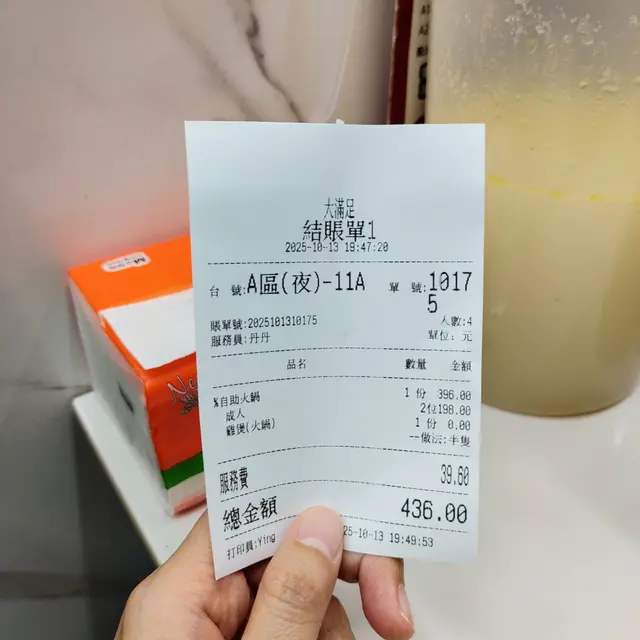 大滿足
結賬單1
2025-10-13 19:47:20
台 號:A區(夜)-11A 單 號:1017
5
賬單號:2025101310175 人數:4
服務員:丹丹 單位: 元
品名 數量 金額
%自助火鍋 1 份 396.00
成人 2位198.00
雞煲(火鍋) 1 份 0.00
--做法:半隻
服務費 39.60
總金額 436.00
打印員:Ying 25-10-13 19:49:53